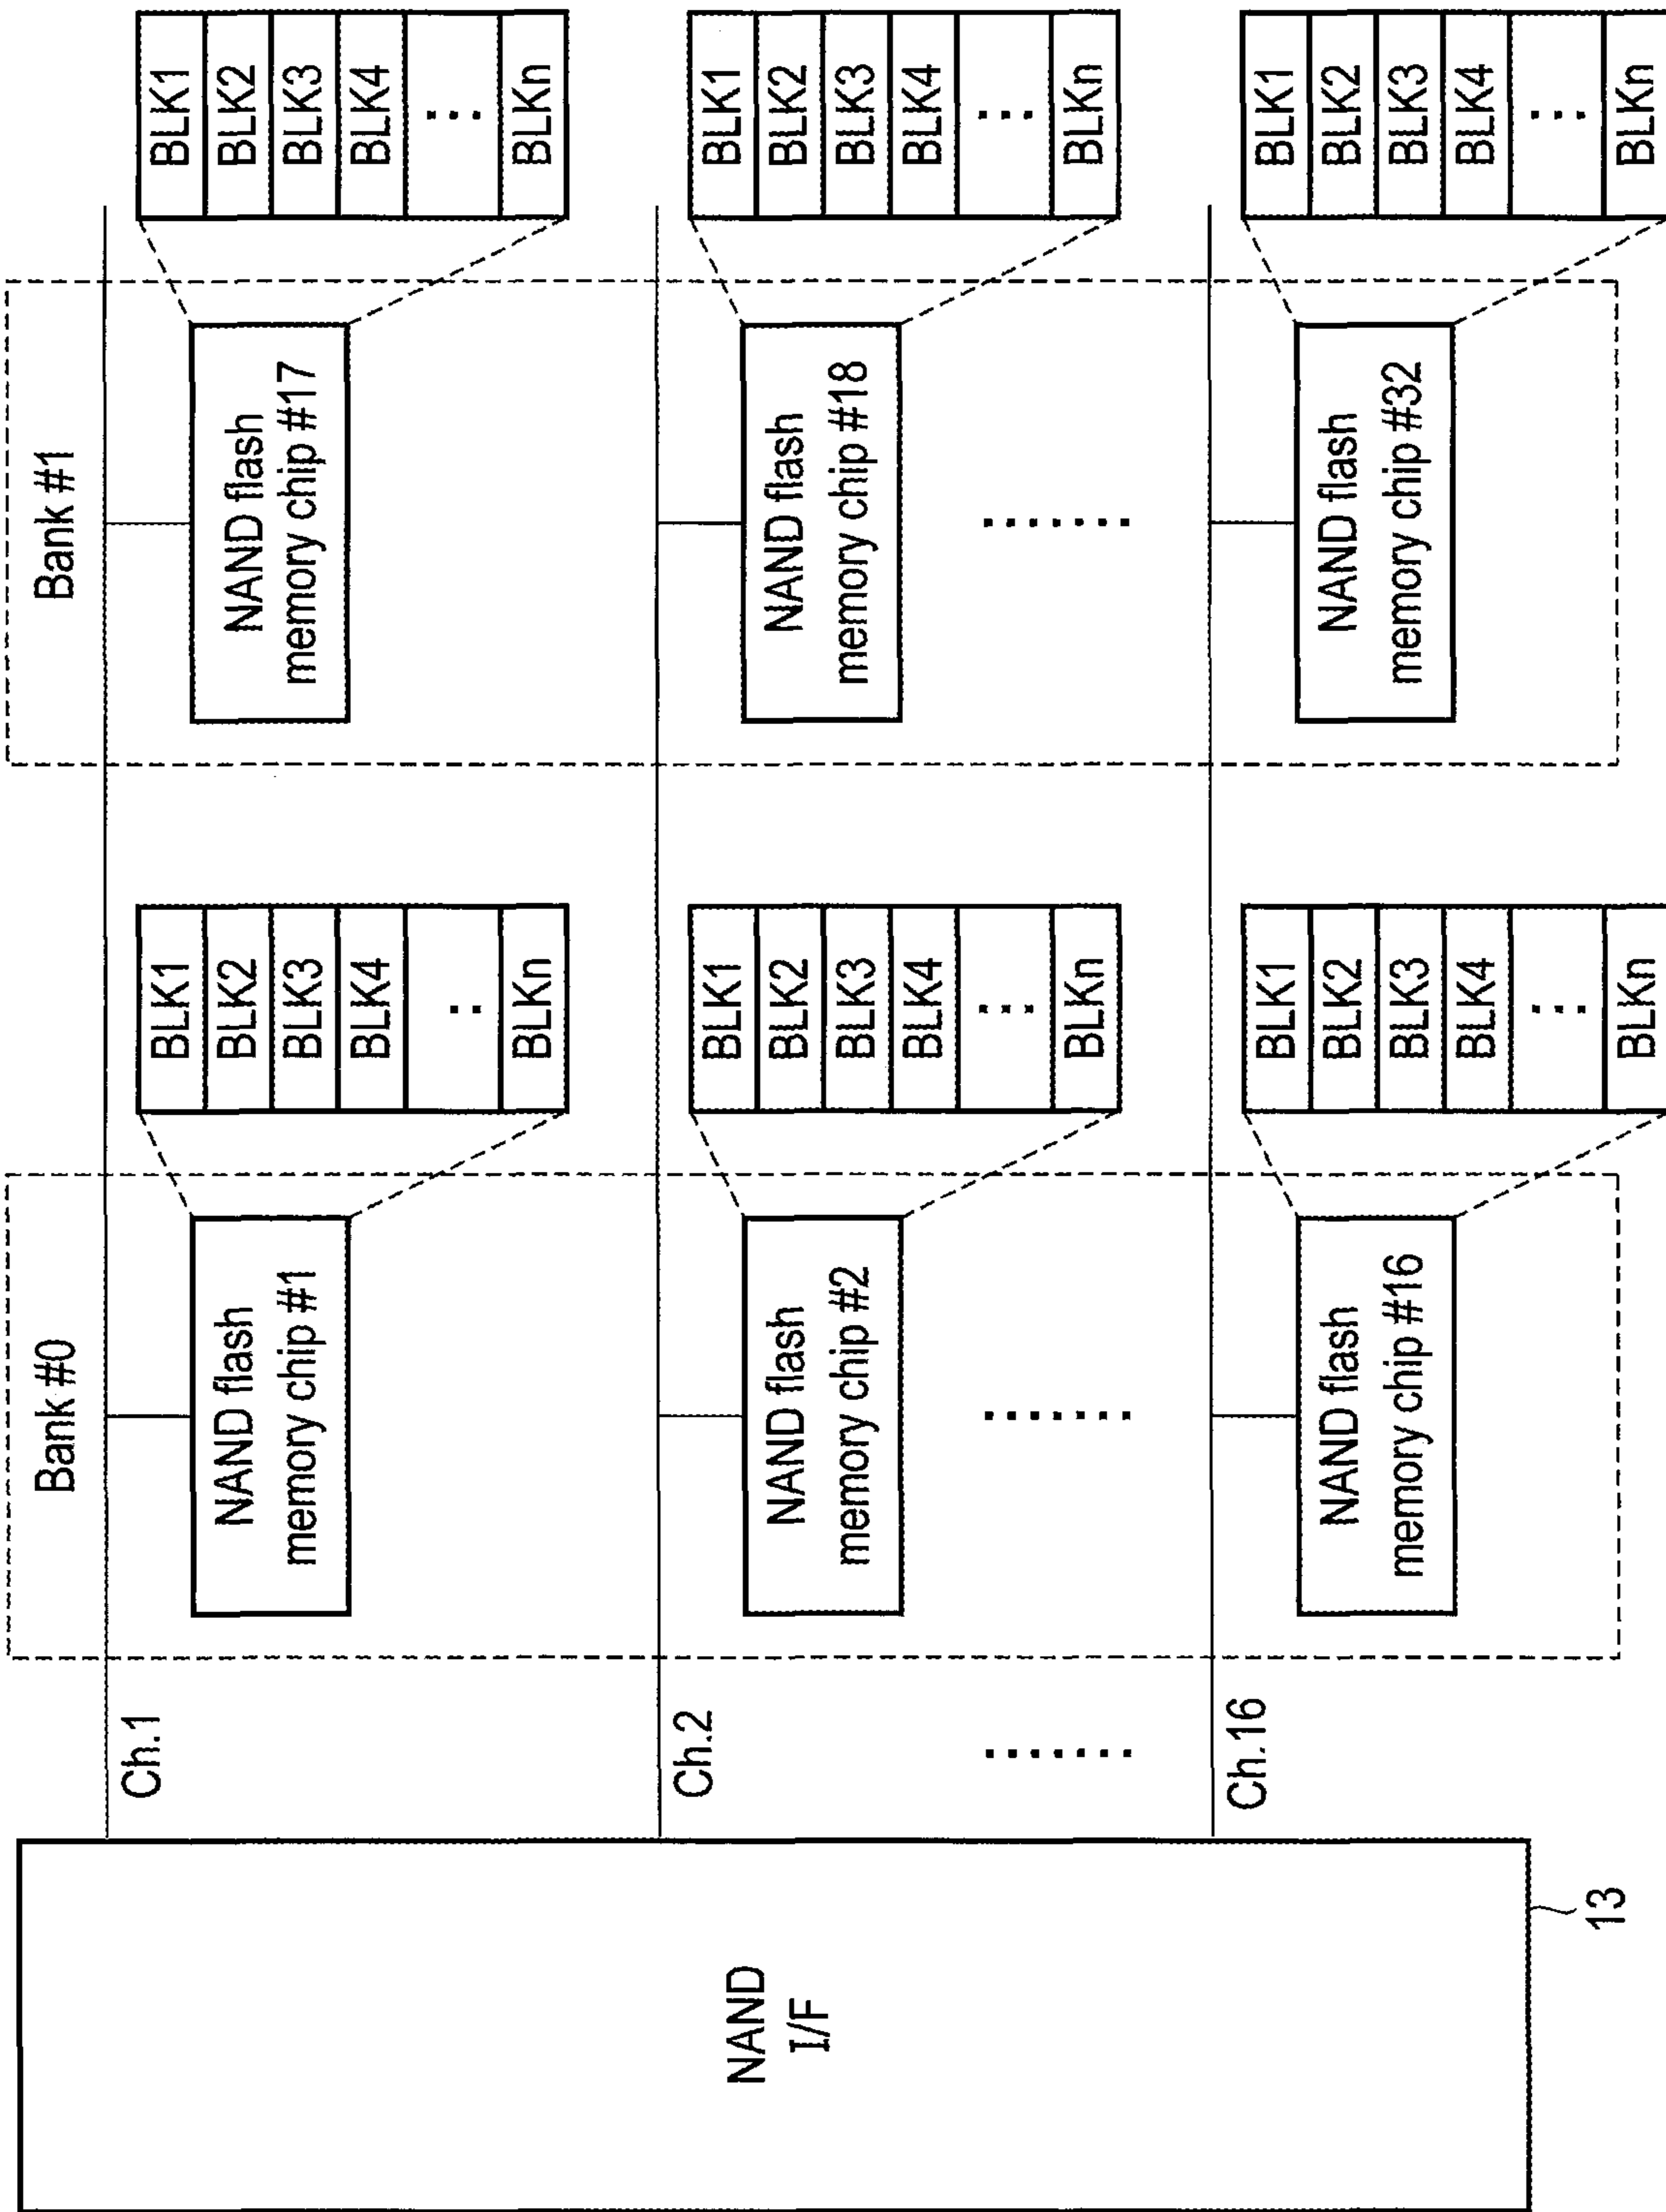 Bank #0
Bank #1
Ch.1
NAND flash
memory chip #1
BLK1
BLK2
BLK3
BLK4
...
BLKn
NAND flash
memory chip #17
BLK1
BLK2
BLK3
BLK4
...
BLKn
NAND
I/F
Ch.2
NAND flash
memory chip #2
BLK1
BLK2
BLK3
BLK4
...
BLKn
NAND flash
memory chip #18
BLK1
BLK2
BLK3
BLK4
...
BLKn
Ch.16
NAND flash
memory chip #16
BLK1
BLK2
BLK3
BLK4
...
BLKn
NAND flash
memory chip #32
BLK1
BLK2
BLK3
BLK4
...
BLKn
13